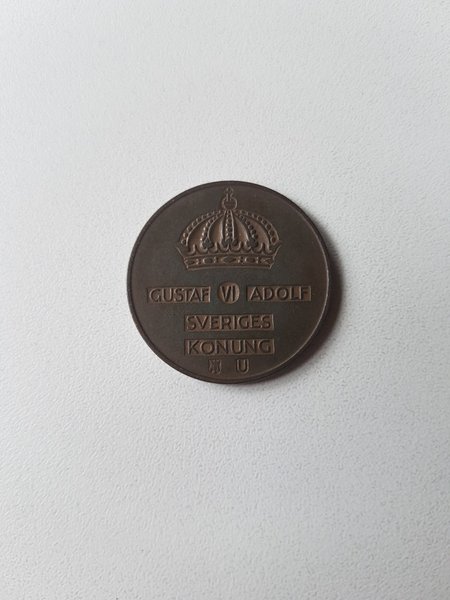 GUSTAF VI ADOLF
SVERIGES
KONUNG
U